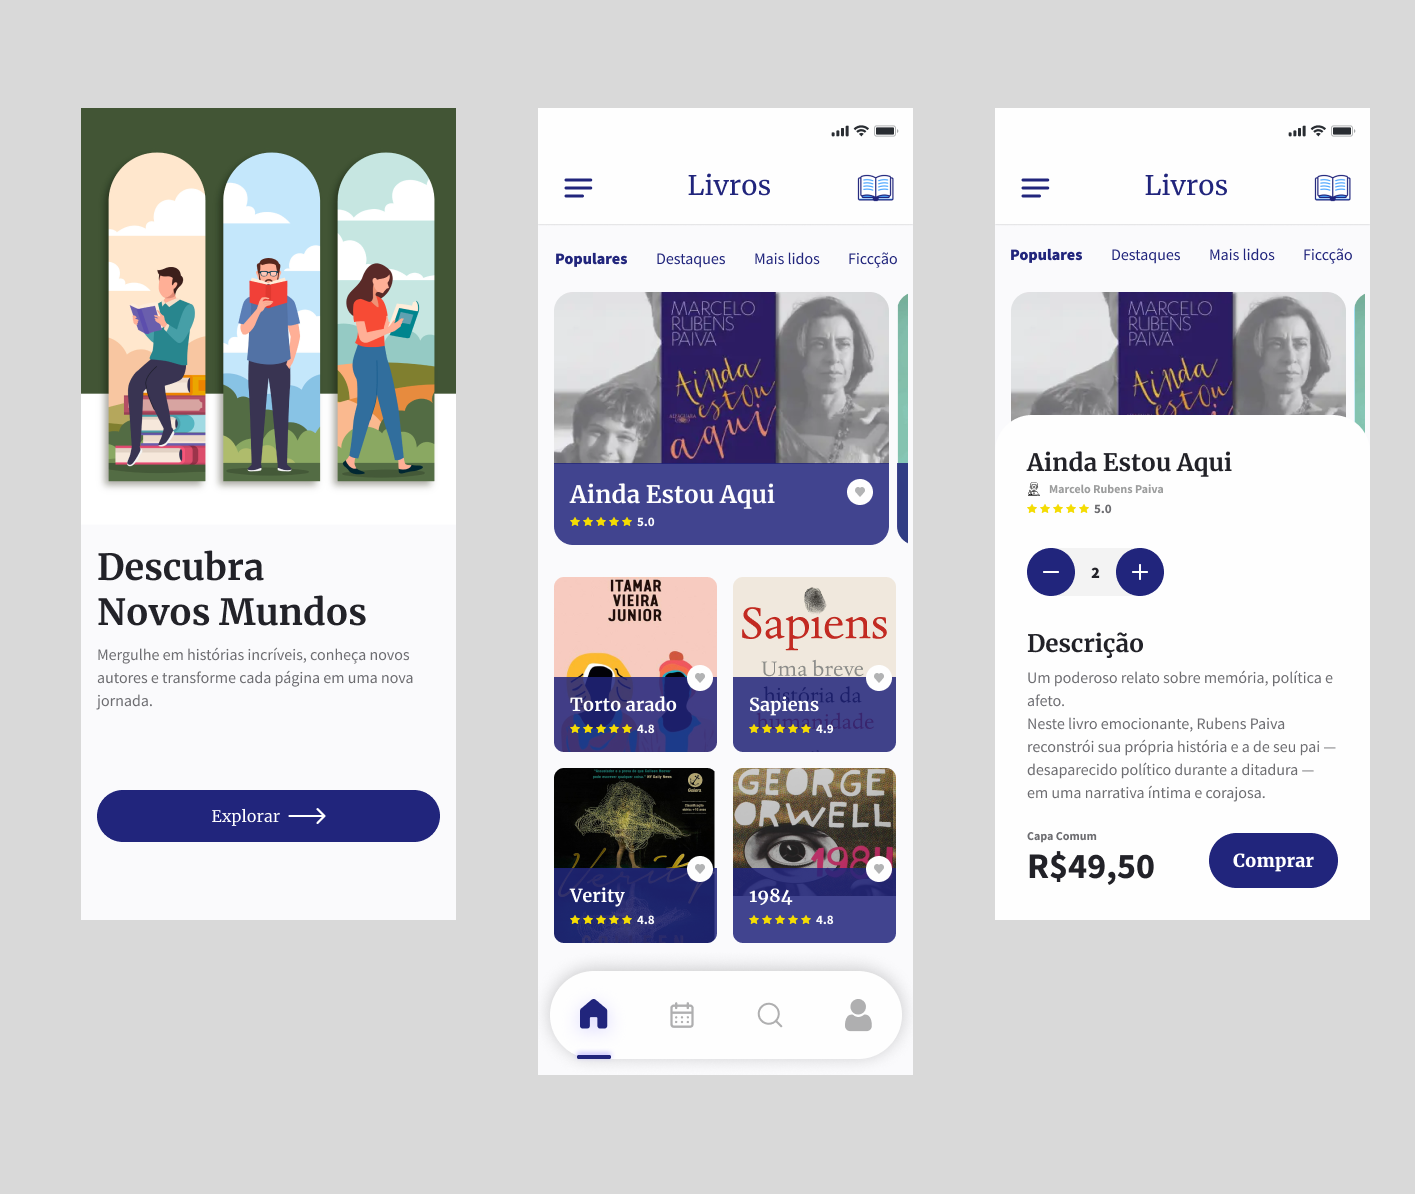 Descubra
Novos Mundos
Mergulhe em histórias incríveis, conheça novos
autores e transforme cada página em uma nova
jornada.
Explorar
Livros
Populares Destaques Mais lidos Ficcção
MARCELO
RUBENS
PAIVA
Ainda
estou
aqui
Ainda Estou Aqui
5.0
ITAMAR
VIEIRA
JUNIOR
Torto arado
4.8
Sapiens
Uma breve
história da
humanidade
Sapiens
4.9
Verity
Verity
4.8
GEORGE
ORWELL
1984
1984
4.8
Livros
Populares Destaques Mais lidos Ficcção
MARCELO
RUBENS
PAIVA
Ainda
estou
Ainda Estou Aqui
Marcelo Rubens Paiva
5.0
2
Descrição
Um poderoso relato sobre memória, política e
afeto.
Neste livro emocionante, Rubens Paiva
reconstrói sua própria história e a de seu pai —
desaparecido político durante a ditadura —
em uma narrativa íntima e corajosa.
Capa Comum
R$49,50
Comprar